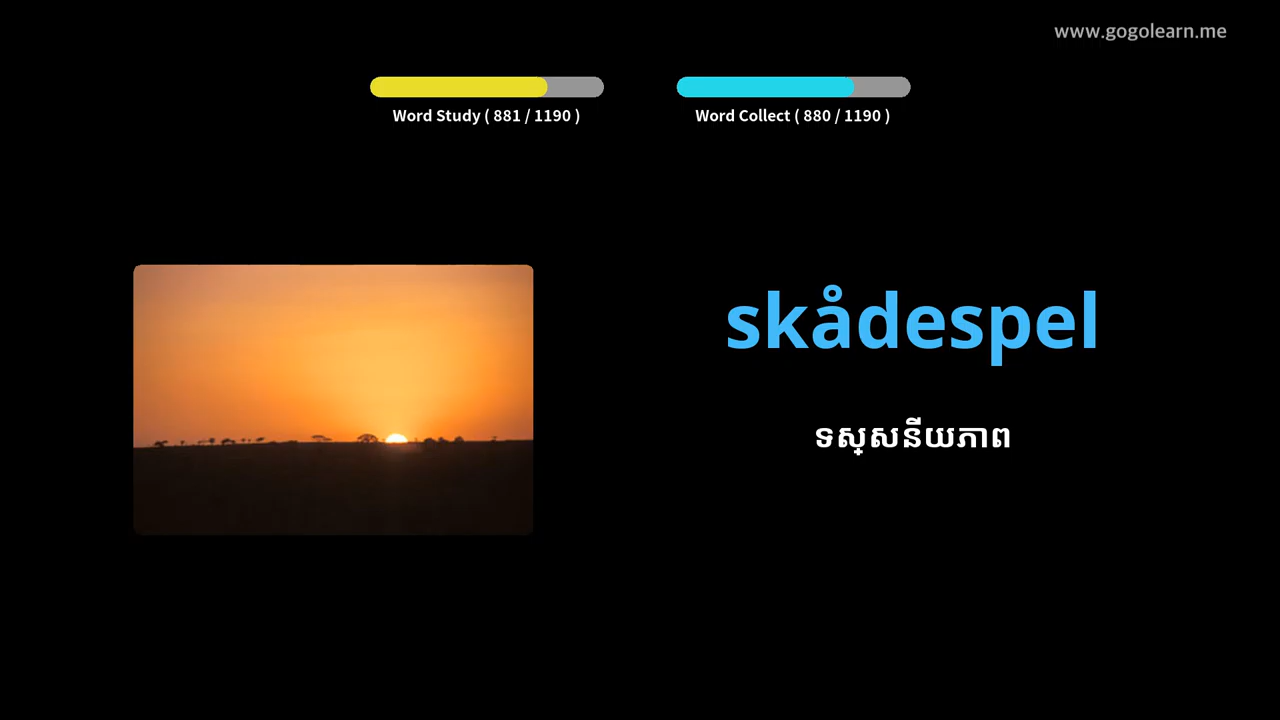 www.gogolearn.me
Word Study ( 881 / 1190 )
Word Collect ( 880 / 1190 )
skådespel
ទស្សនីយភាព